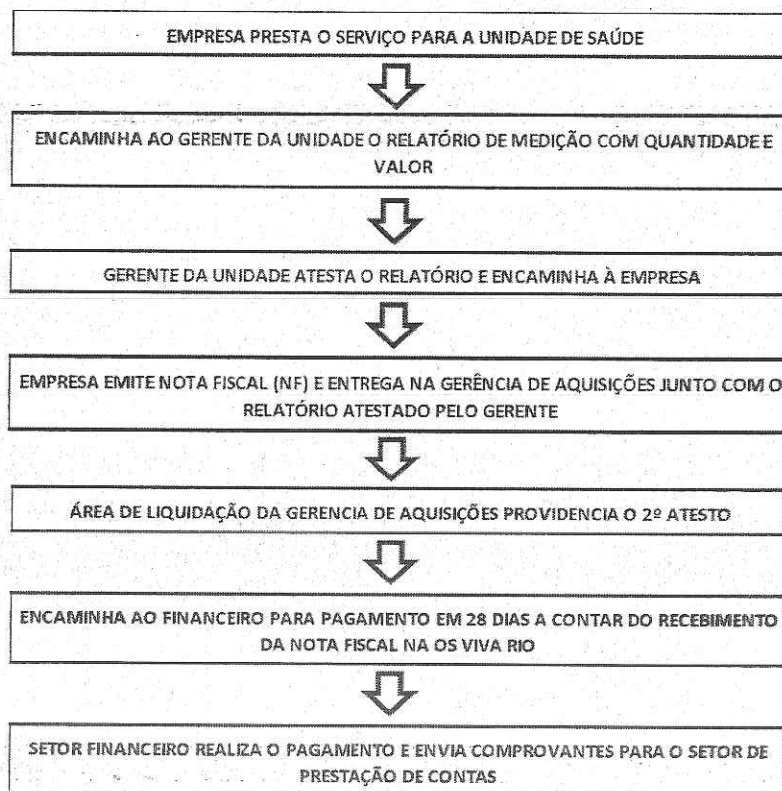 EMPRESA PRESTA O SERVIÇO PARA A UNIDADE DE SAÚDE
ENCAMINHA AO GERENTE DA UNIDADE O RELATÓRIO DE MEDIÇÃO COM QUANTIDADE E
VALOR
GERENTE DA UNIDADE ATESTA O RELATÓRIO E ENCAMINHA À EMPRESA
EMPRESA EMITE NOTA FISCAL (NF) E ENTREGA NA GERÊNCIA DE AQUISIÇÕES JUNTO COM O
RELATÓRIO ATESTADO PELO GERENTE
ÁREA DE LIQUIDAÇÃO DA GERENCIA DE AQUISIÇÕES PROVIDENCIA O 2º ATESTO
ENCAMINHA AO FINANCEIRO PARA PAGAMENTO EM 28 DIAS A CONTAR DO RECEBIMENTO
DA NOTA FISCAL NA OS VIVA RIO
SETOR FINANCEIRO REALIZA O PAGAMENTO E ENVIA COMPROVANTES PARA O SETOR DE
PRESTAÇÃO DE CONTAS